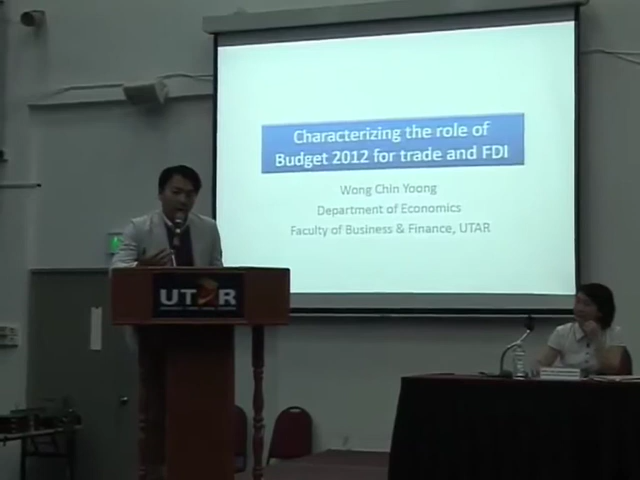 Characterizing the role of
Budget 2012 for trade and FDI
Wong Chin Yoong
Department of Economics
Faculty of Business & Finance, UTAR
UTAR